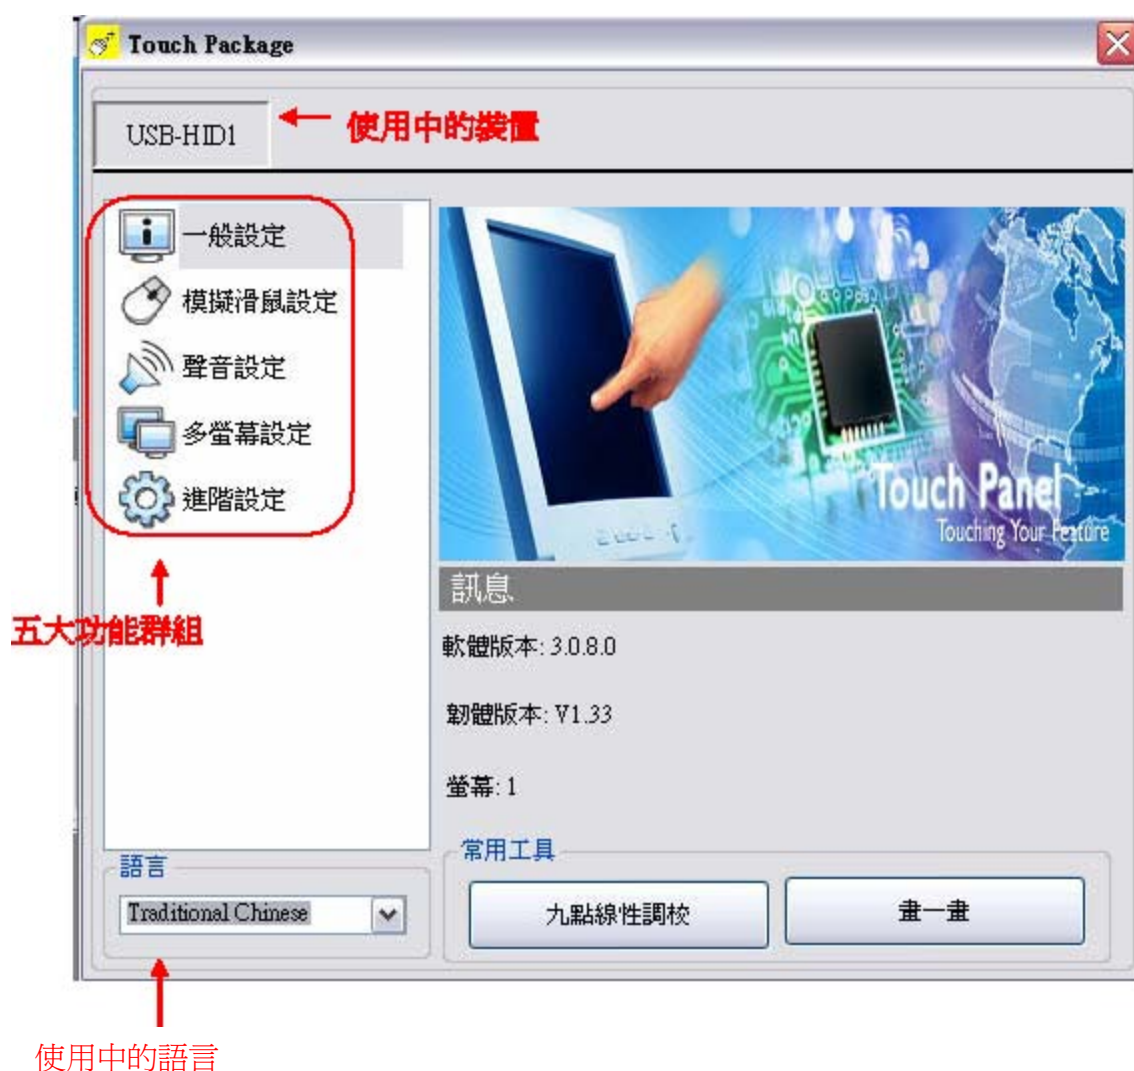 Touch Package
USB-HID1
使用中的裝置
一般設定
模擬滑鼠設定
聲音設定
多螢幕設定
進階設定
五大功能群組
Touch Panel
Touching Your Feature
訊息
軟體版本: 3.0.8.0
韌體版本: V1.33
螢幕: 1
語言
Traditional Chinese
常用工具
九點線性調校
畫一畫
使用中的語言